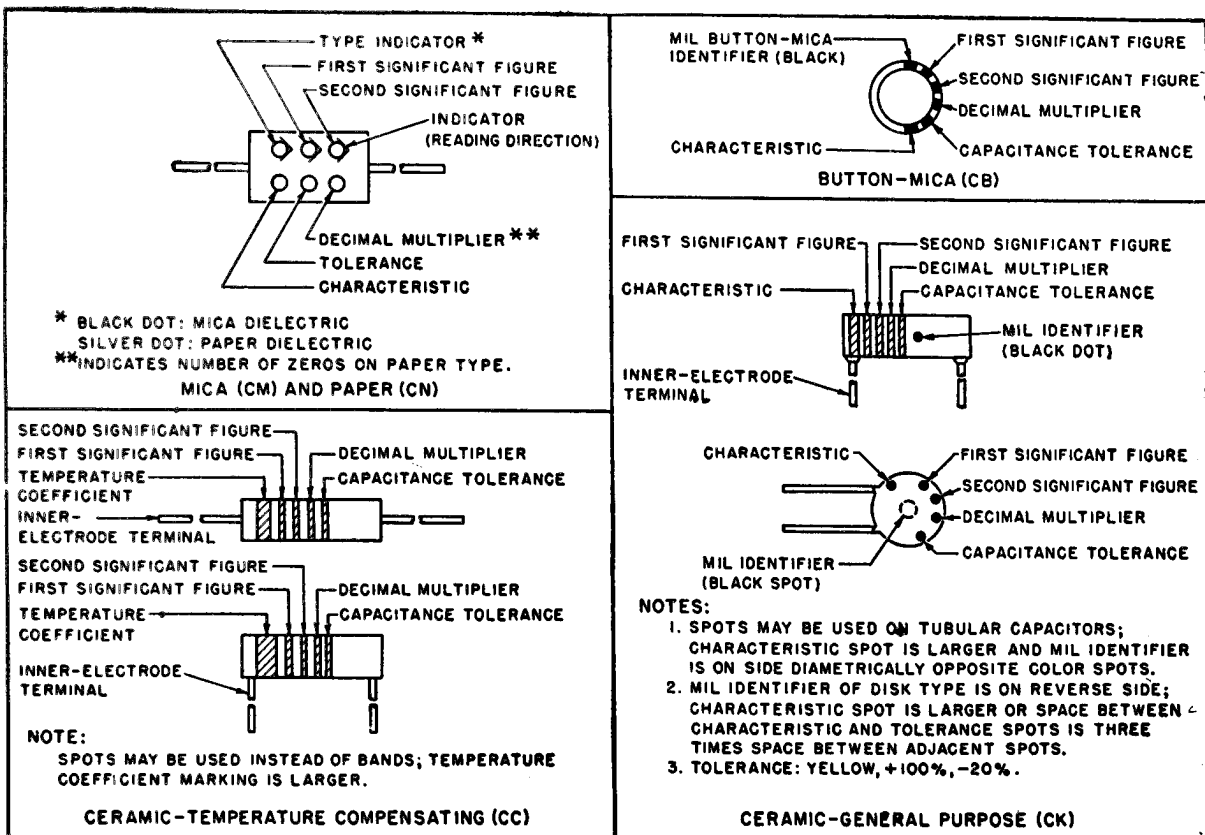 TYPE INDICATOR *
FIRST SIGNIFICANT FIGURE
SECOND SIGNIFICANT FIGURE
INDICATOR
(READING DIRECTION)
DECIMAL MULTIPLIER **
TOLERANCE
CHARACTERISTIC
* BLACK DOT: MICA DIELECTRIC
SILVER DOT: PAPER DIELECTRIC
** INDICATES NUMBER OF ZEROS ON PAPER TYPE.
MICA (CM) AND PAPER (CN)
MIL BUTTON-MICA
IDENTIFIER (BLACK)
FIRST SIGNIFICANT FIGURE
SECOND SIGNIFICANT FIGURE
DECIMAL MULTIPLIER
CHARACTERISTIC
CAPACITANCE TOLERANCE
BUTTON-MICA (CB)
SECOND SIGNIFICANT FIGURE
FIRST SIGNIFICANT FIGURE
DECIMAL MULTIPLIER
TEMPERATURE
COEFFICIENT
CAPACITANCE TOLERANCE
INNER-
ELECTRODE TERMINAL
SECOND SIGNIFICANT FIGURE
FIRST SIGNIFICANT FIGURE
DECIMAL MULTIPLIER
TEMPERATURE
COEFFICIENT
CAPACITANCE TOLERANCE
INNER-ELECTRODE
TERMINAL
NOTE:
SPOTS MAY BE USED INSTEAD OF BANDS; TEMPERATURE
COEFFICIENT MARKING IS LARGER.
CERAMIC-TEMPERATURE COMPENSATING (CC)
FIRST SIGNIFICANT FIGURE
SECOND SIGNIFICANT FIGURE
DECIMAL MULTIPLIER
CHARACTERISTIC
CAPACITANCE TOLERANCE
MIL IDENTIFIER
(BLACK DOT)
INNER-ELECTRODE
TERMINAL
CHARACTERISTIC
FIRST SIGNIFICANT FIGURE
SECOND SIGNIFICANT FIGURE
DECIMAL MULTIPLIER
CAPACITANCE TOLERANCE
MIL IDENTIFIER
(BLACK SPOT)
NOTES:
1. SPOTS MAY BE USED ON TUBULAR CAPACITORS;
CHARACTERISTIC SPOT IS LARGER AND MIL IDENTIFIER
IS ON SIDE DIAMETRICALLY OPPOSITE COLOR SPOTS.
2. MIL IDENTIFIER OF DISK TYPE IS ON REVERSE SIDE;
CHARACTERISTIC SPOT IS LARGER OR SPACE BETWEEN
CHARACTERISTIC AND TOLERANCE SPOTS IS THREE
TIMES SPACE BETWEEN ADJACENT SPOTS.
3. TOLERANCE: YELLOW, +100%, -20%.
CERAMIC-GENERAL PURPOSE (CK)